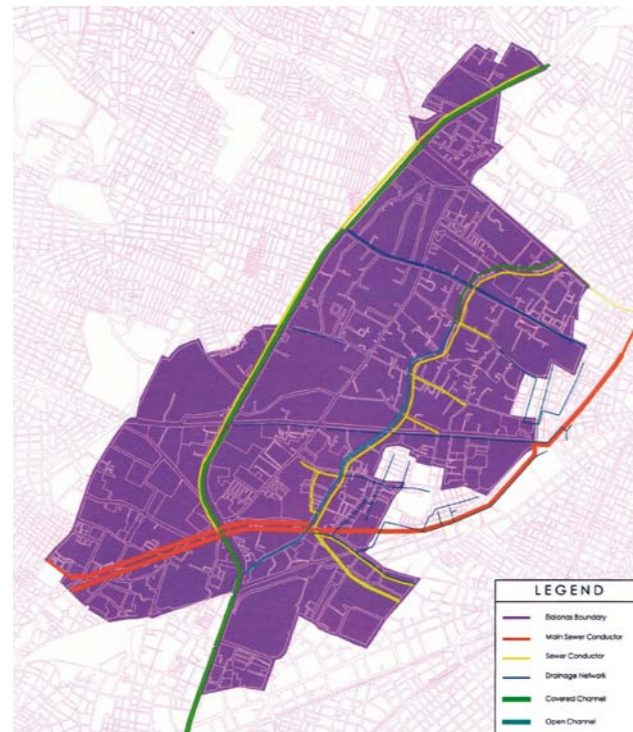 LEGEND
Elaionas Boundary
Main Sewer Conductor
Sewer Conductor
Drainage Network
Covered Channel
Open Channel